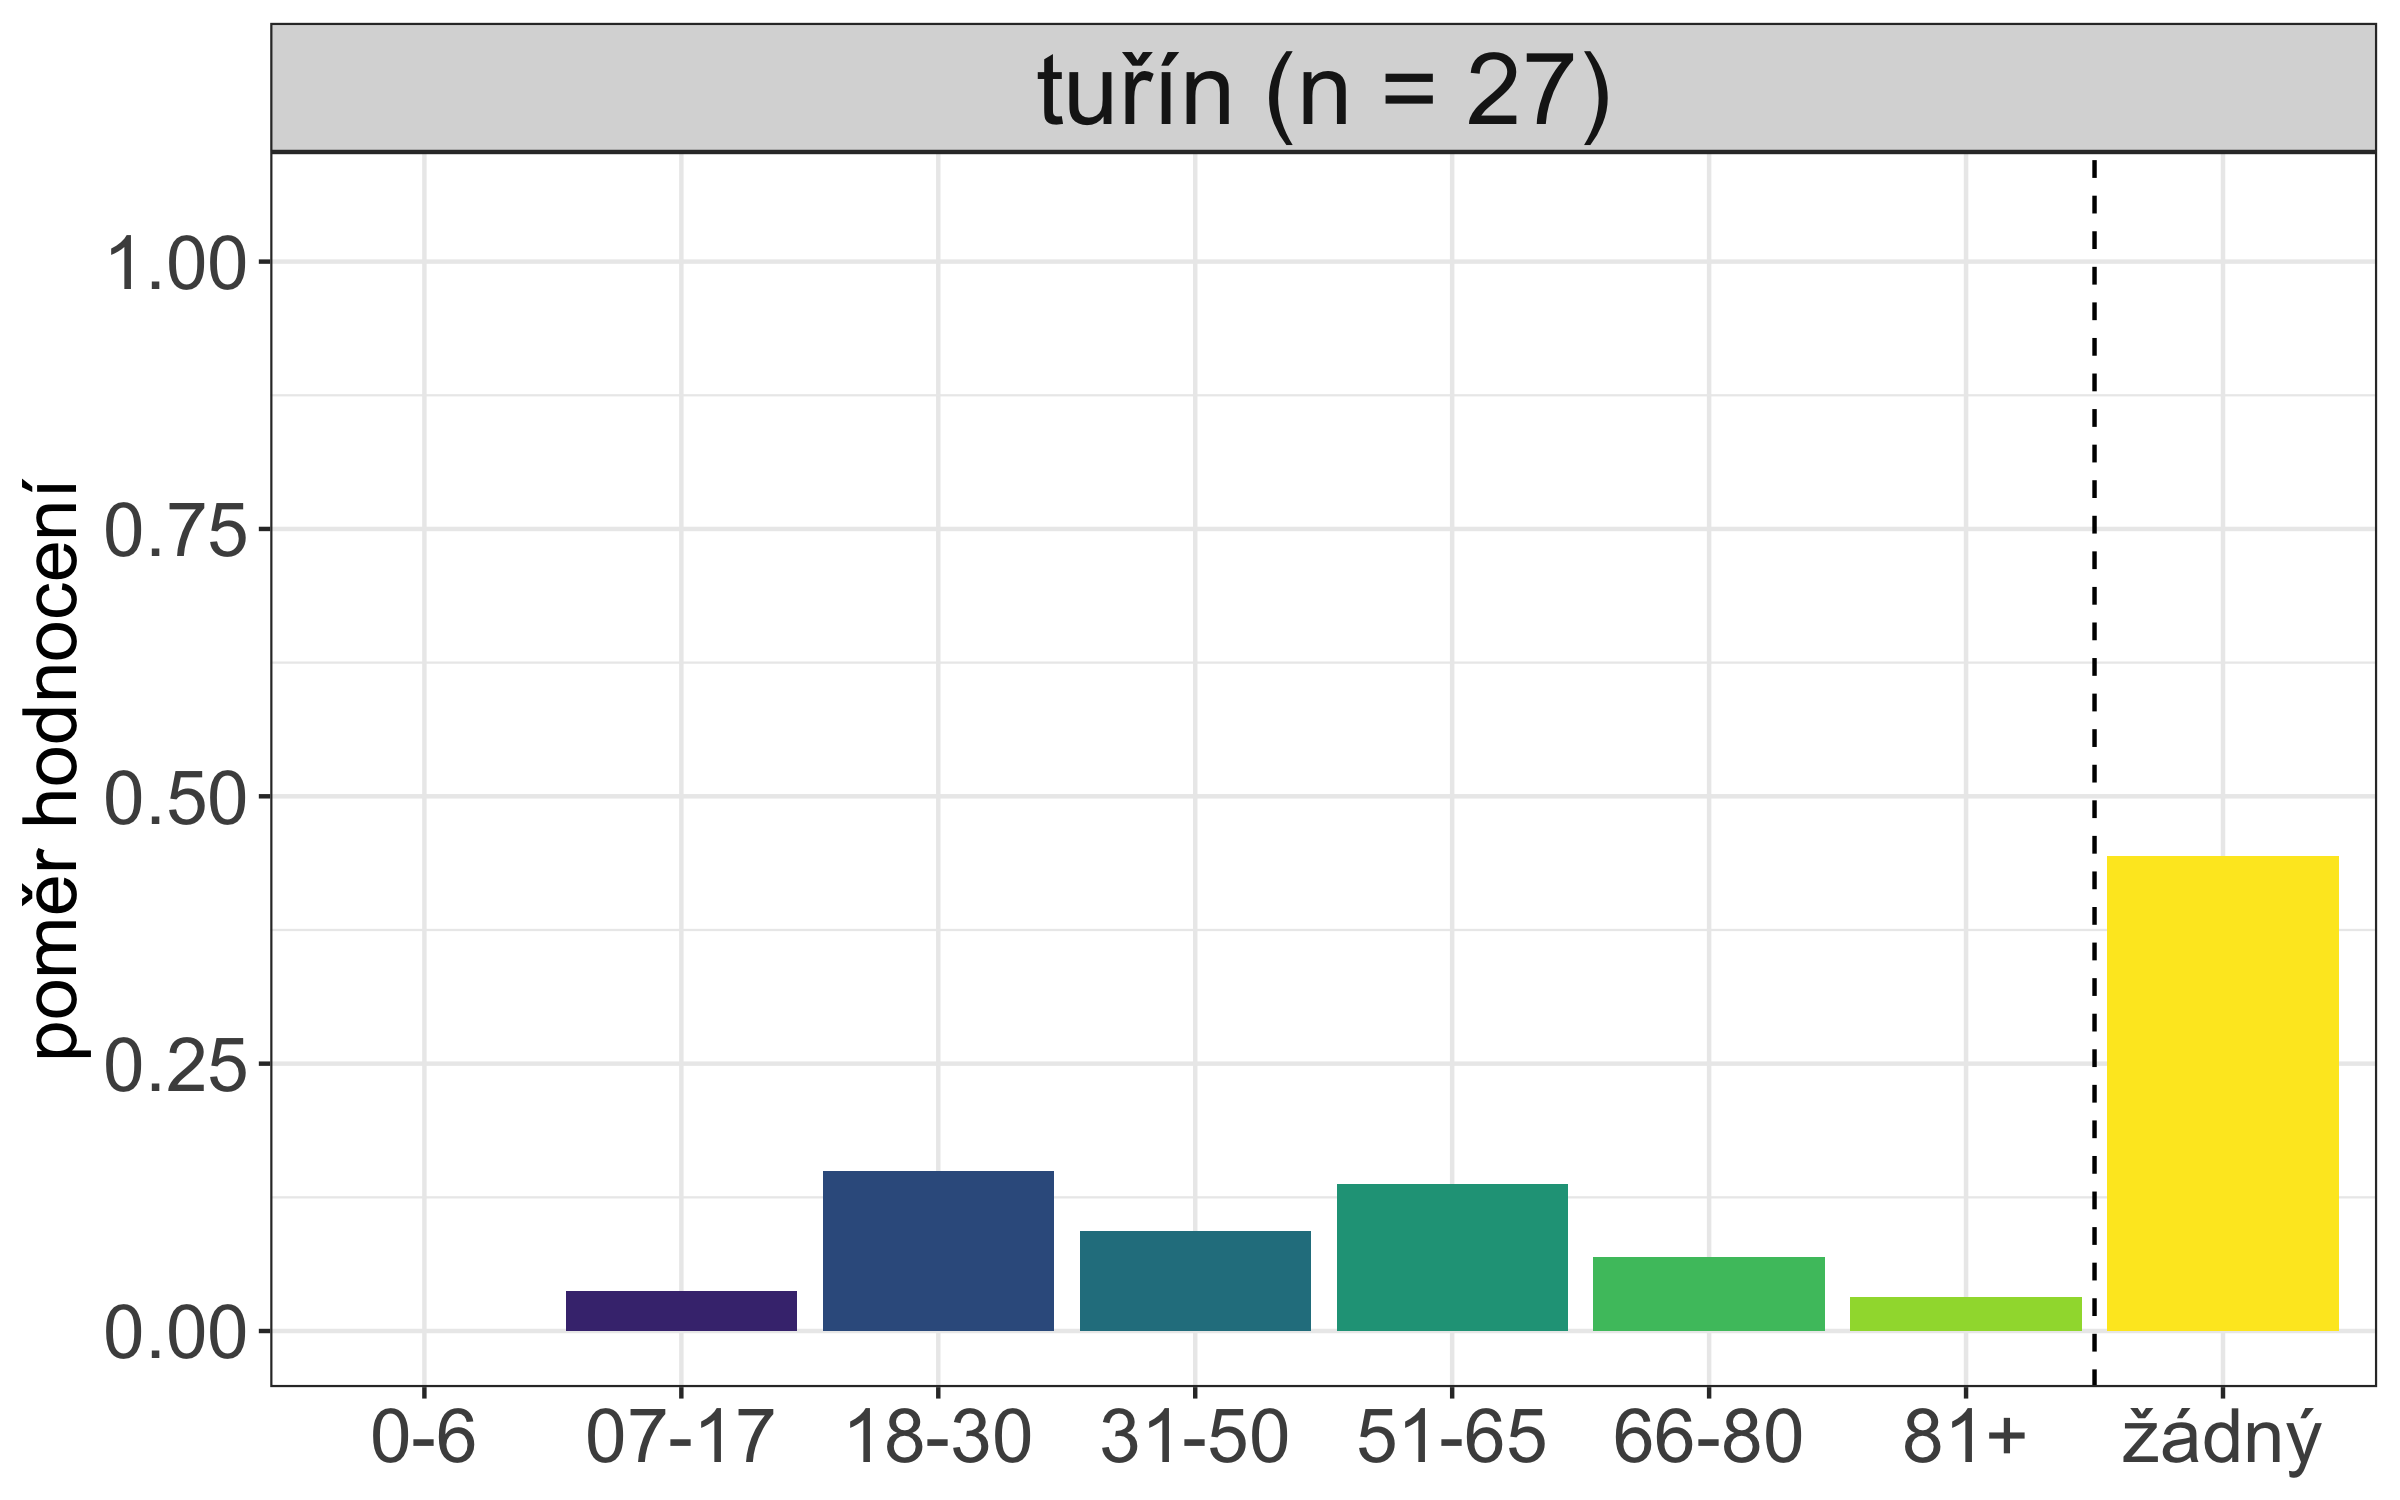 tuřín (n = 27)
poměr hodnocení
1.00
0.75
0.50
0.25
0.00
0-6 07-17 18-30 31-50 51-65 66-80 81+ žádný